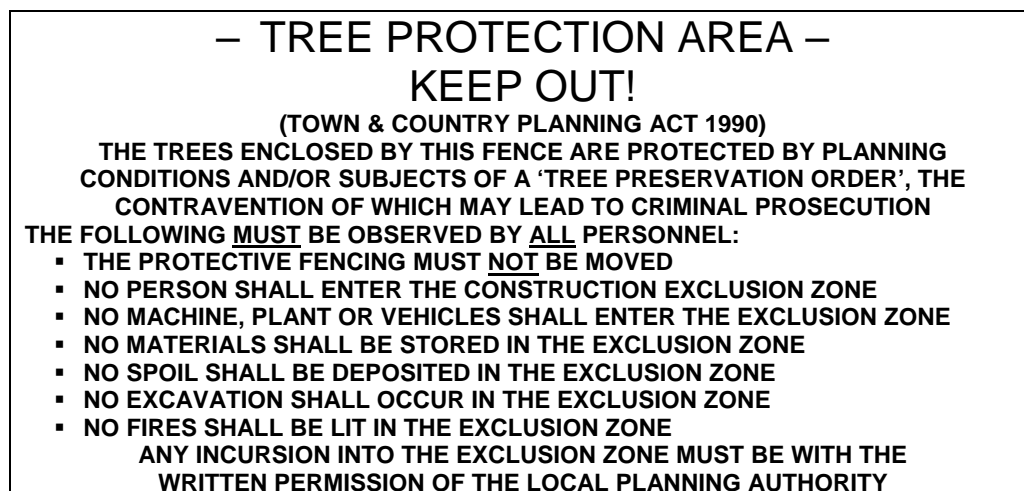 – TREE PROTECTION AREA –
KEEP OUT!
(TOWN & COUNTRY PLANNING ACT 1990)
THE TREES ENCLOSED BY THIS FENCE ARE PROTECTED BY PLANNING
CONDITIONS AND/OR SUBJECTS OF A ‘TREE PRESERVATION ORDER’, THE
CONTRAVENTION OF WHICH MAY LEAD TO CRIMINAL PROSECUTION
THE FOLLOWING MUST BE OBSERVED BY ALL PERSONNEL:
▪ THE PROTECTIVE FENCING MUST NOT BE MOVED
▪ NO PERSON SHALL ENTER THE CONSTRUCTION EXCLUSION ZONE
▪ NO MACHINE, PLANT OR VEHICLES SHALL ENTER THE EXCLUSION ZONE
▪ NO MATERIALS SHALL BE STORED IN THE EXCLUSION ZONE
▪ NO SPOIL SHALL BE DEPOSITED IN THE EXCLUSION ZONE
▪ NO EXCAVATION SHALL OCCUR IN THE EXCLUSION ZONE
▪ NO FIRES SHALL BE LIT IN THE EXCLUSION ZONE
ANY INCURSION INTO THE EXCLUSION ZONE MUST BE WITH THE
WRITTEN PERMISSION OF THE LOCAL PLANNING AUTHORITY